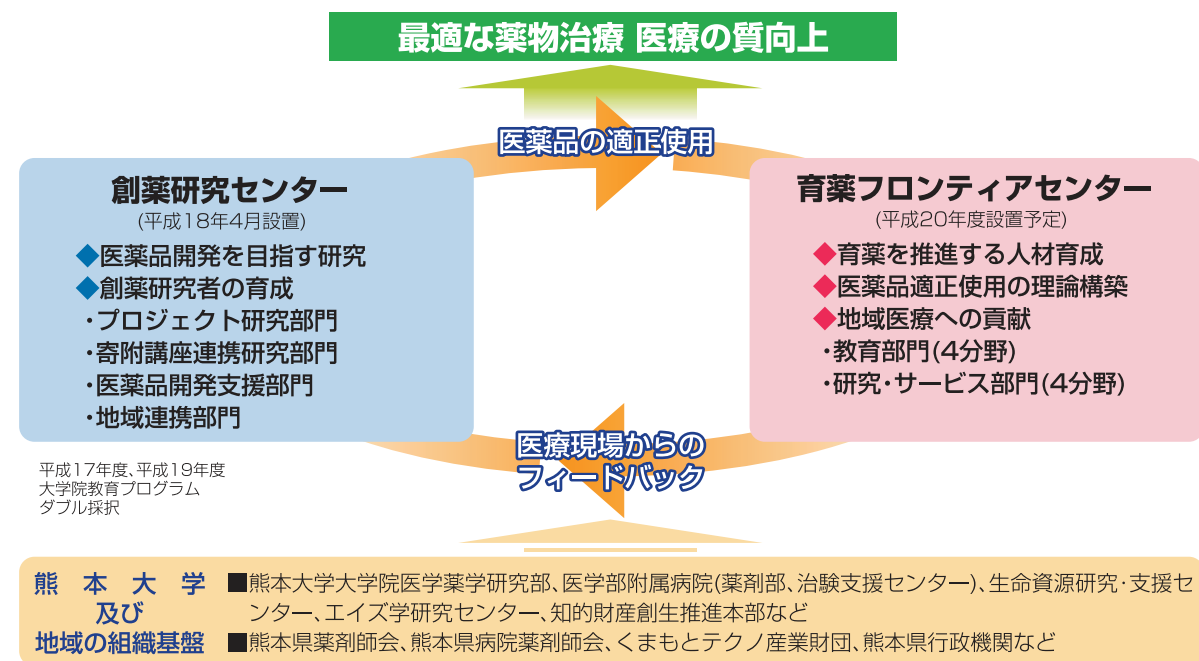 最適な薬物治療 医療の質向上
医薬品の適正使用
創薬研究センター
(平成18年4月設置)
◆医薬品開発を目指す研究
◆創薬研究者の育成
・プロジェクト研究部門
・寄附講座連携研究部門
・医薬品開発支援部門
・地域連携部門
育薬フロンティアセンター
(平成20年度設置予定)
◆育薬を推進する人材育成
◆医薬品適正使用の理論構築
◆地域医療への貢献
・教育部門(4分野)
・研究・サービス部門(4分野)
医療現場からの
フィードバック
平成17年度、平成19年度
大学院教育プログラム
ダブル採択
熊本大学
及び
地域の組織基盤
■熊本大学大学院医学薬学研究部、医学部附属病院(薬剤部、治験支援センター)、生命資源研究・支援セ
ンター、エイズ学研究センター、知的財産創生推進本部など
■熊本県薬剤師会、熊本県病院薬剤師会、くまもとテクノ産業財団、熊本県行政機関など